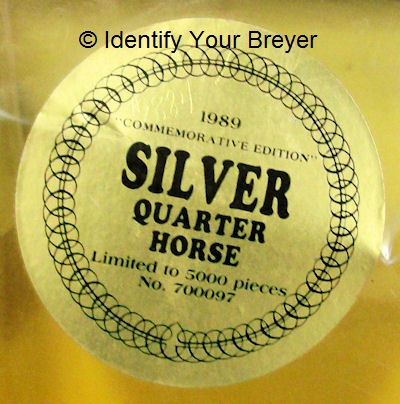 © Identify Your Breyer
1989
"COMMEMORATIVE EDITION"
SILVER
QUARTER
HORSE
Limited to 5000 pieces
No. 700097